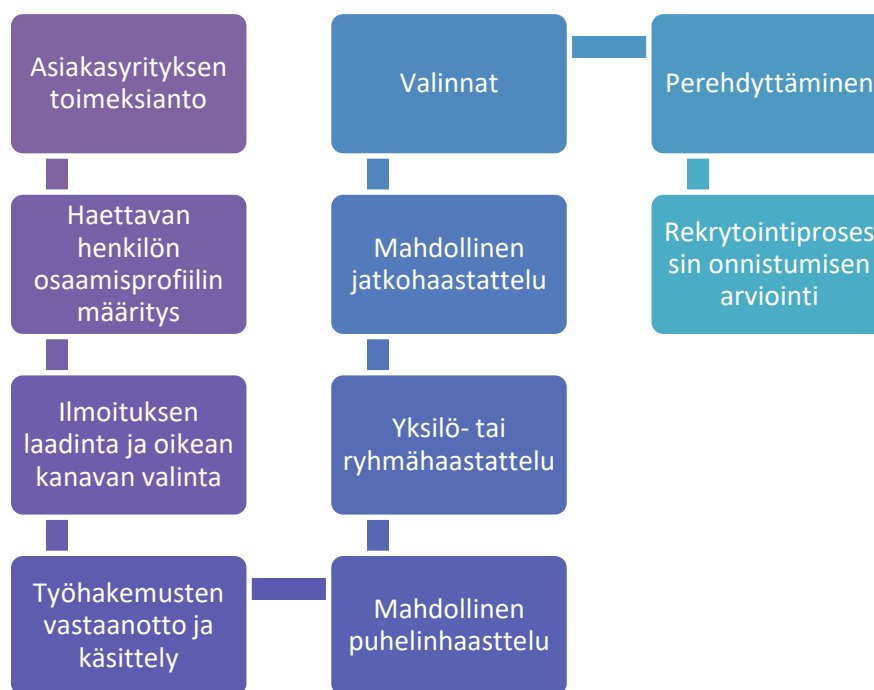 Asiakasyrityksen
toimeksianto
Haettavan
henkilön
osaamisprofiilin
määritys
Ilmoituksen
laadinta ja oikean
kanavan valinta
Työhakemusten
vastaanotto ja
käsittely
Mahdollinen
puhelinhaasttelu
Yksilö- tai
ryhmähaastattelu
Mahdollinen
jatkohaastattelu
Valinnat
Perehdyttäminen
Rekrytointiproses
sin onnistumisen
arviointi